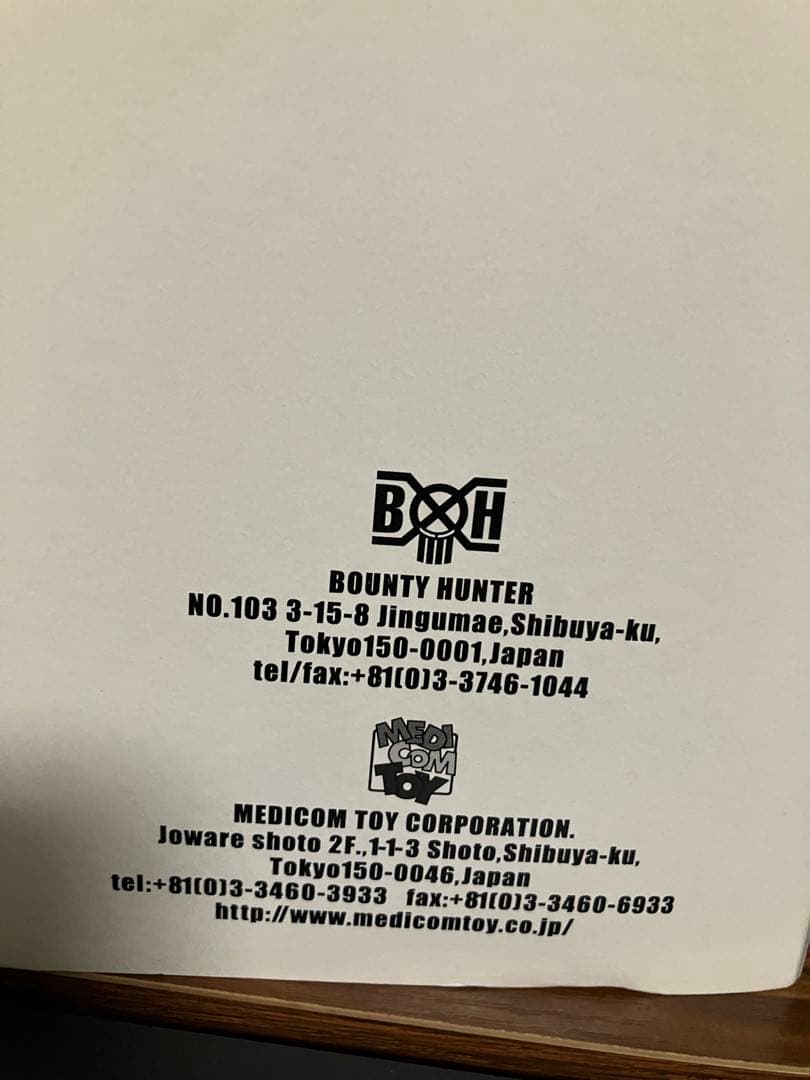 BXH
BOUNTY HUNTER
NO.103 3-15-8 Jingumae,Shibuya-ku,
Tokyo150-0001,Japan
tel/fax:+81(0)3-3746-1044
MEDI
COM
TOY
MEDICOM TOY CORPORATION.
Joware shoto 2F.,1-1-3 Shoto,Shibuya-ku,
Tokyo150-0046,Japan
tel:+81(0)3-3460-3933 fax:+81(0)3-3460-6933
http://www.medicomtoy.co.jp/